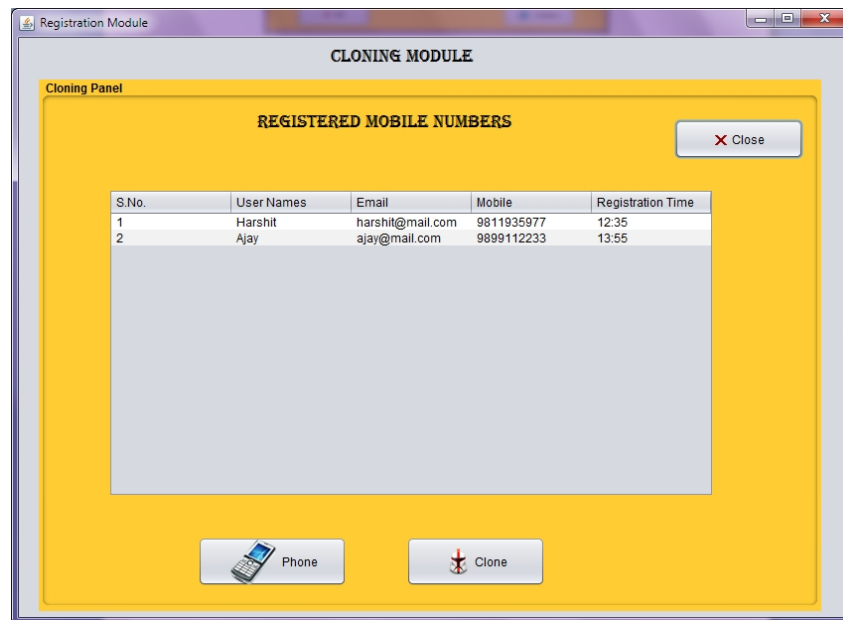 Registration Module
CLONING MODULE
Cloning Panel
REGISTERED MOBILE NUMBERS
Close
S.No. User Names Email Mobile Registration Time
1 Harshit harshit@mail.com 9811935977 12:35
2 Ajay ajay@mail.com 9899112233 13:55
Phone Clone